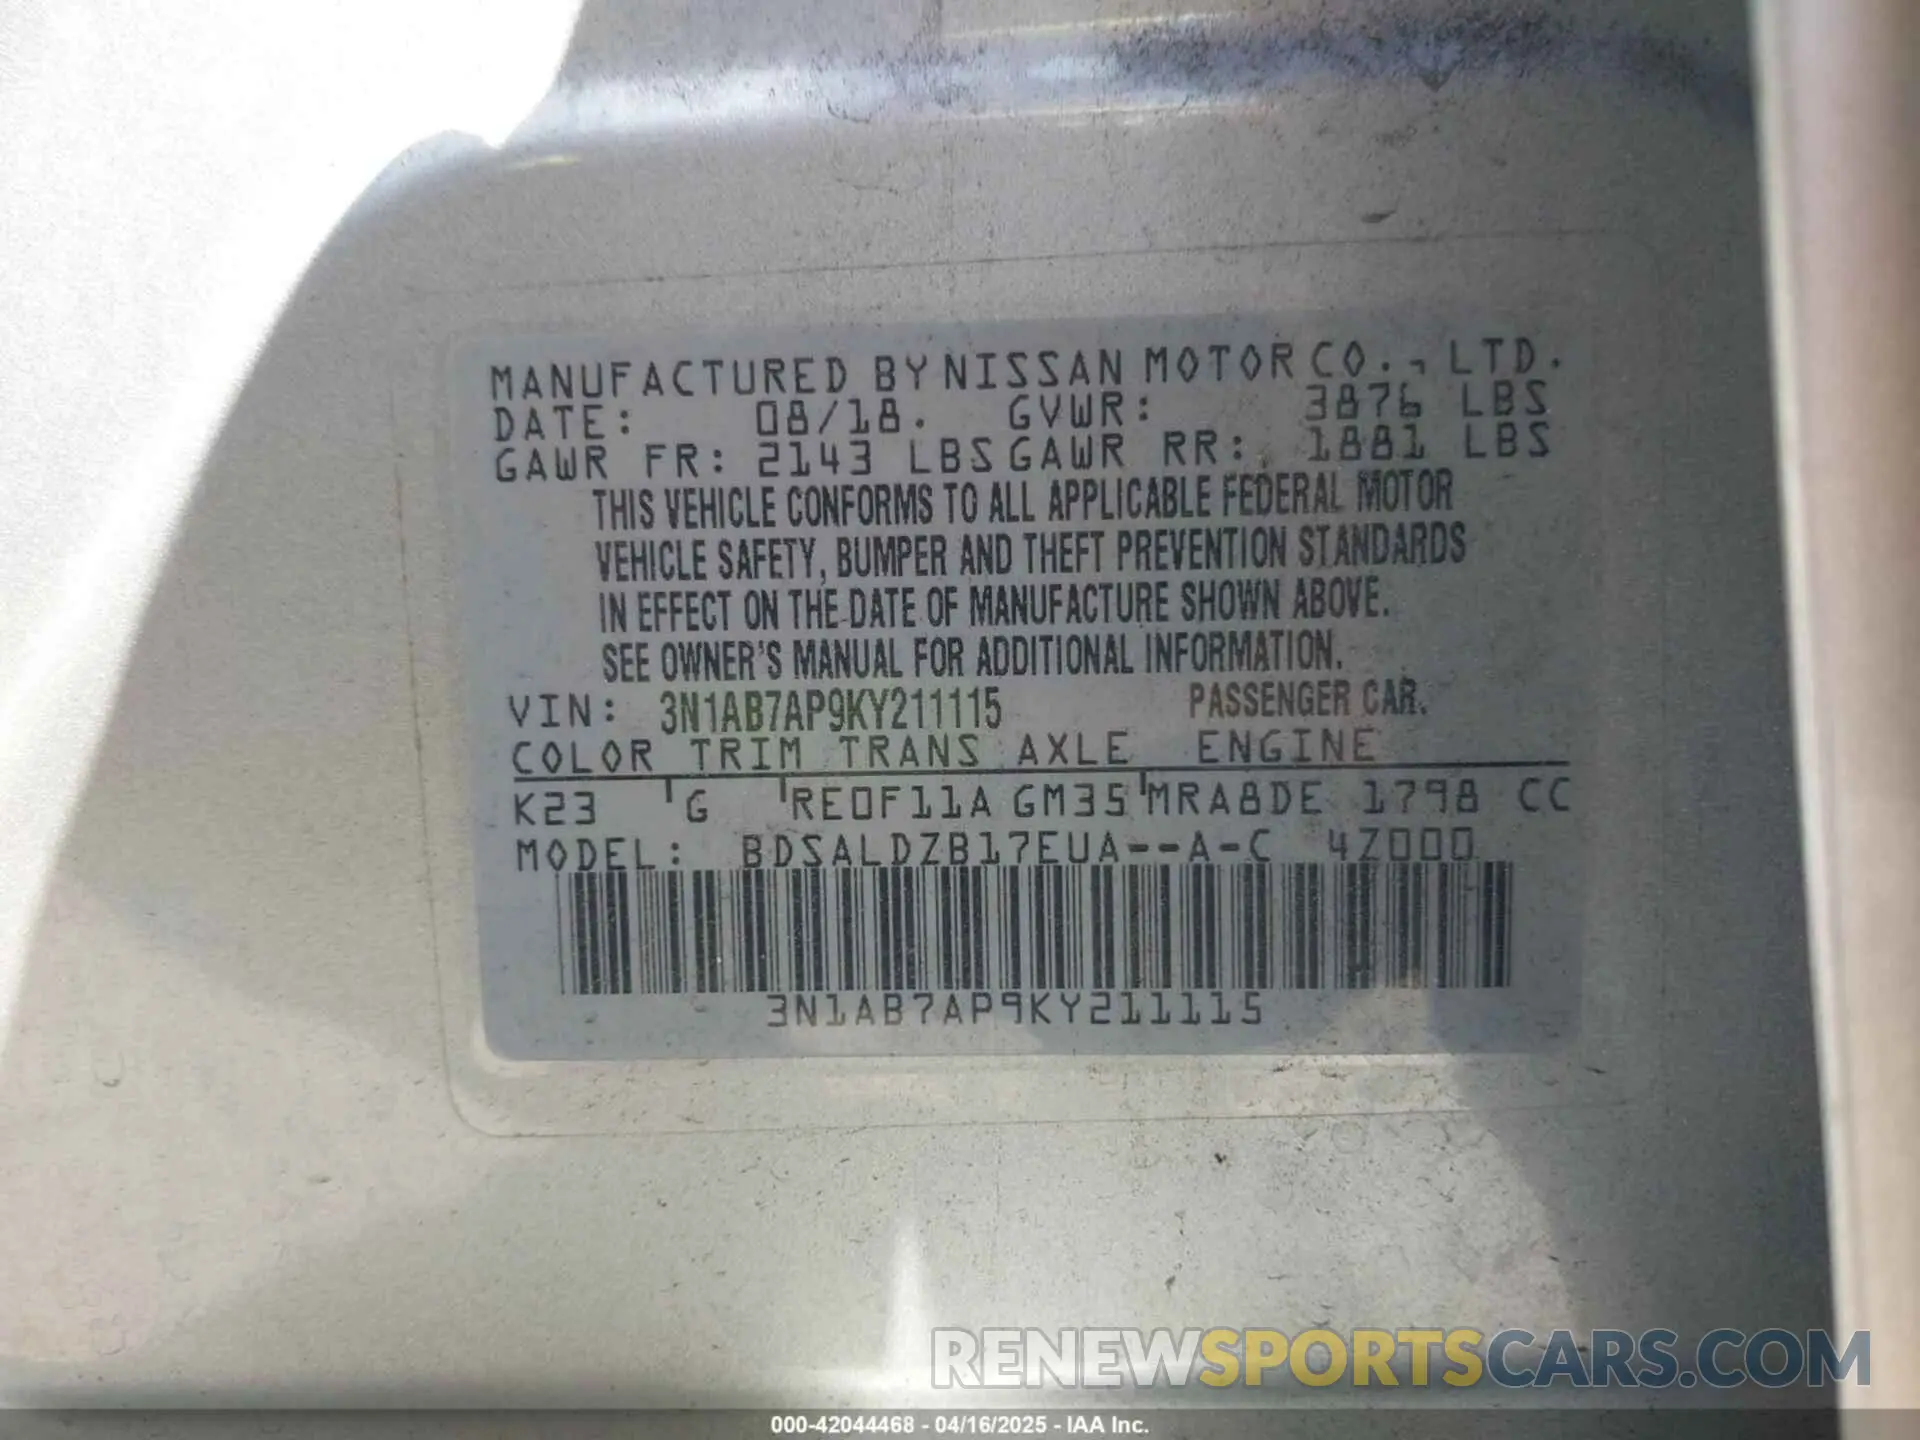 MANUFACTURED BY NISSAN MOTOR CO., LTD.
DATE: 08/18. GVWR: 3876 LBS
GAWR FR: 2143 LBS GAWR RR: 1881 LBS
THIS VEHICLE CONFORMS TO ALL APPLICABLE FEDERAL MOTOR
VEHICLE SAFETY, BUMPER AND THEFT PREVENTION STANDARDS
IN EFFECT ON THE DATE OF MANUFACTURE SHOWN ABOVE.
SEE OWNER'S MANUAL FOR ADDITIONAL INFORMATION.
VIN: 3N1AB7AP9KY211115 PASSENGER CAR.
COLOR TRIM TRANS AXLE ENGINE
K23 G RE0F11A GM35 MRA8DE 1798 CC
MODEL: BDSALDZB17EUA--A-C 4Z000
3N1AB7AP9KY211115
RENEWSPORTSCARS.COM
000-42044468 - 04/16/2025 - IAA Inc.